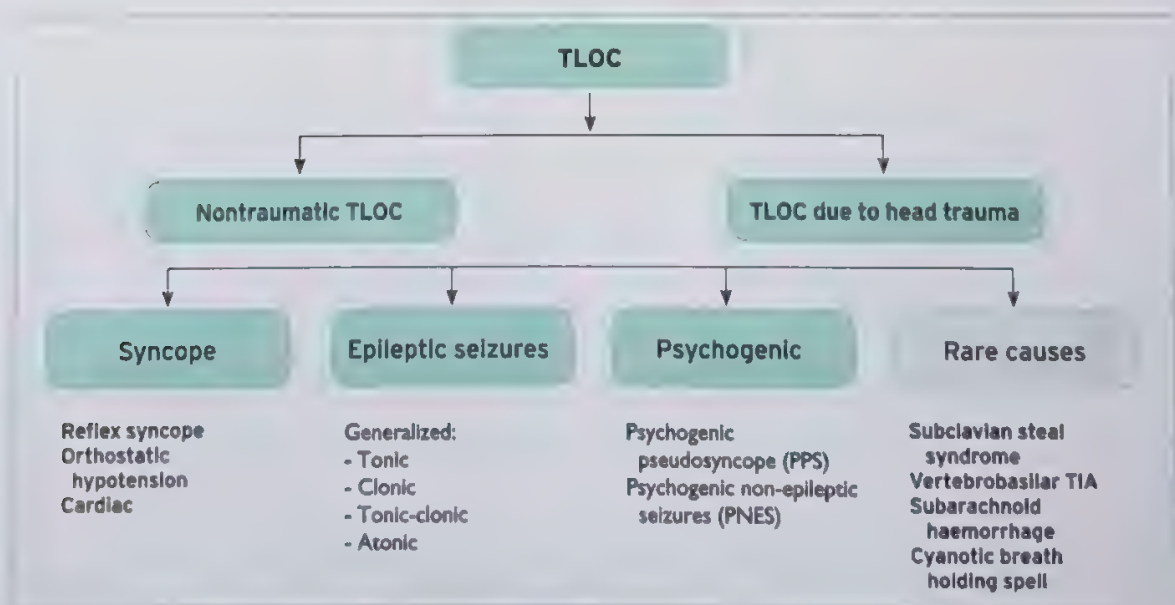 TLOC
Nontraumatic TLOC
TLOC due to head trauma
Syncope
Epileptic seizures
Psychogenic
Rare causes
Reflex syncope
Orthostatic
hypotension
Cardiac
Generalized:
- Tonic
- Clonic
- Tonic-clonic
- Atonic
Psychogenic
pseudosyncope (PPS)
Psychogenic non-epileptic
seizures (PNES)
Subclavian steal
syndrome
Vertebrobasilar TIA
Subarachnoid
haemorrhage
Cyanotic breath
holding spell